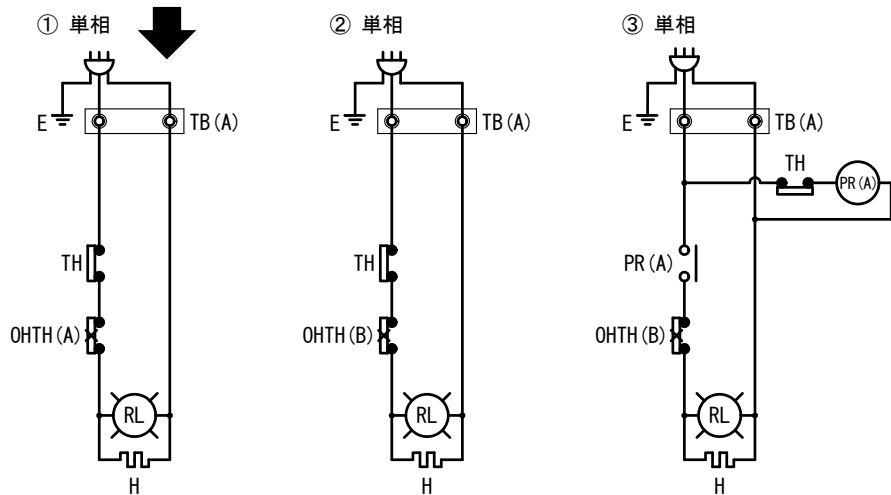 ① 単相
E
TB(A)
TH
OHTH(A)
RL
H
② 単相
E
TB(A)
TH
OHTH(B)
RL
H
③ 単相
E
TB(A)
TH
PR(A)
PR(A)
OHTH(B)
RL
H